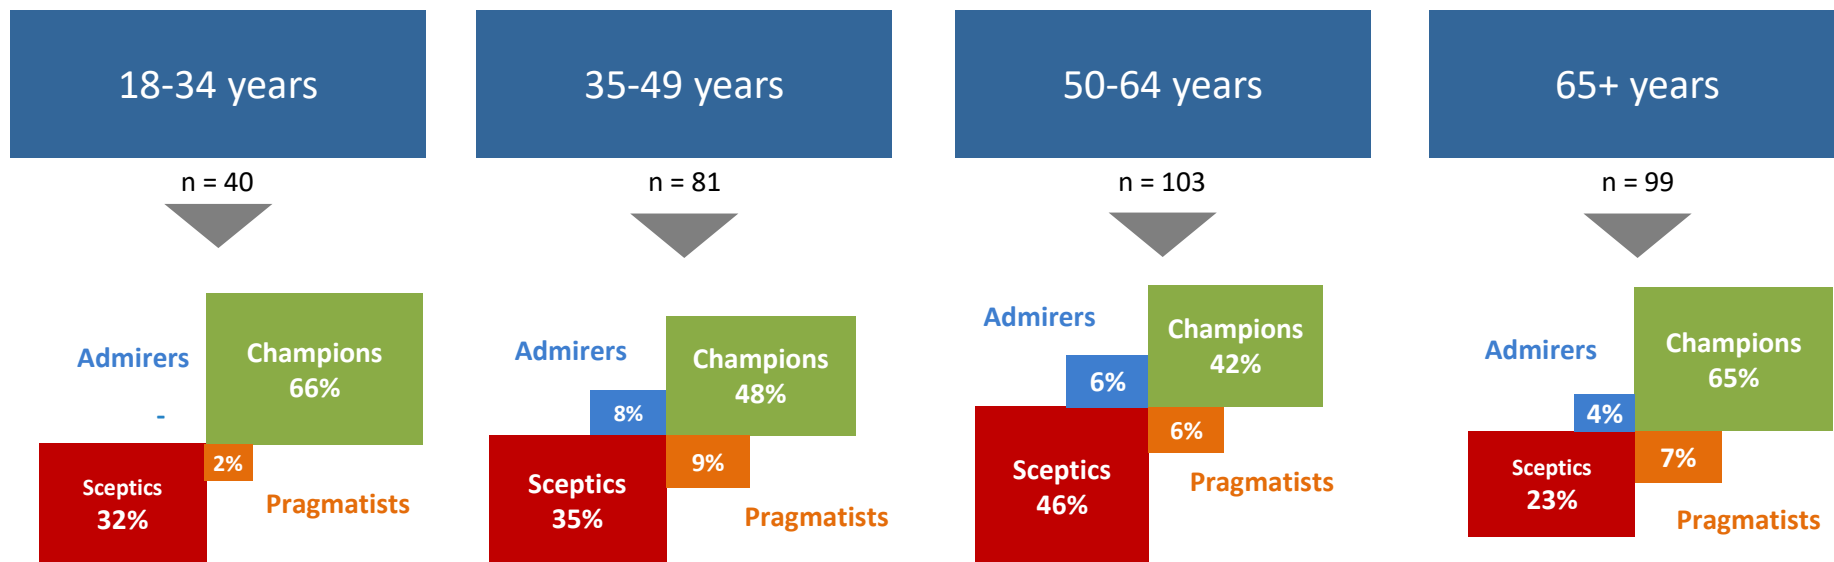 18-34 years
n = 40
Admirers
-
Champions
66%
2%
Sceptics
32%
Pragmatists
35-49 years
n = 81
Admirers
8%
Champions
48%
9%
Sceptics
35%
Pragmatists
50-64 years
n = 103
Admirers
6%
Champions
42%
6%
Sceptics
46%
Pragmatists
65+ years
n = 99
Admirers
4%
Champions
65%
7%
Sceptics
23%
Pragmatists